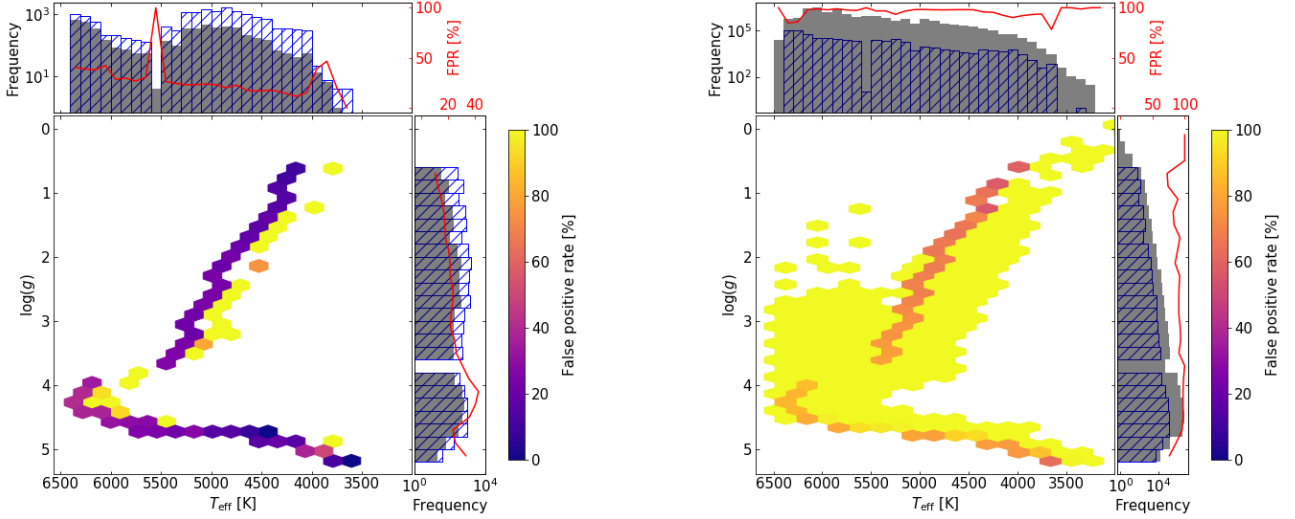 10³
10¹
Frequency
100
50
FPR [%]
20 40
0
1
2
3
4
5
log(g)
6500 6000 5500 5000 4500 4000 3500
T_eff [K]
10⁰ 10⁴
Frequency
100
80
60
40
20
0
False positive rate [%]
10⁵
10²
Frequency
100
50
0
FPR [%]
50 100
0
1
2
3
4
5
log(g)
6500 6000 5500 5000 4500 4000 3500
T_eff [K]
10⁰ 10⁴
Frequency
100
80
60
40
20
0
False positive rate [%]